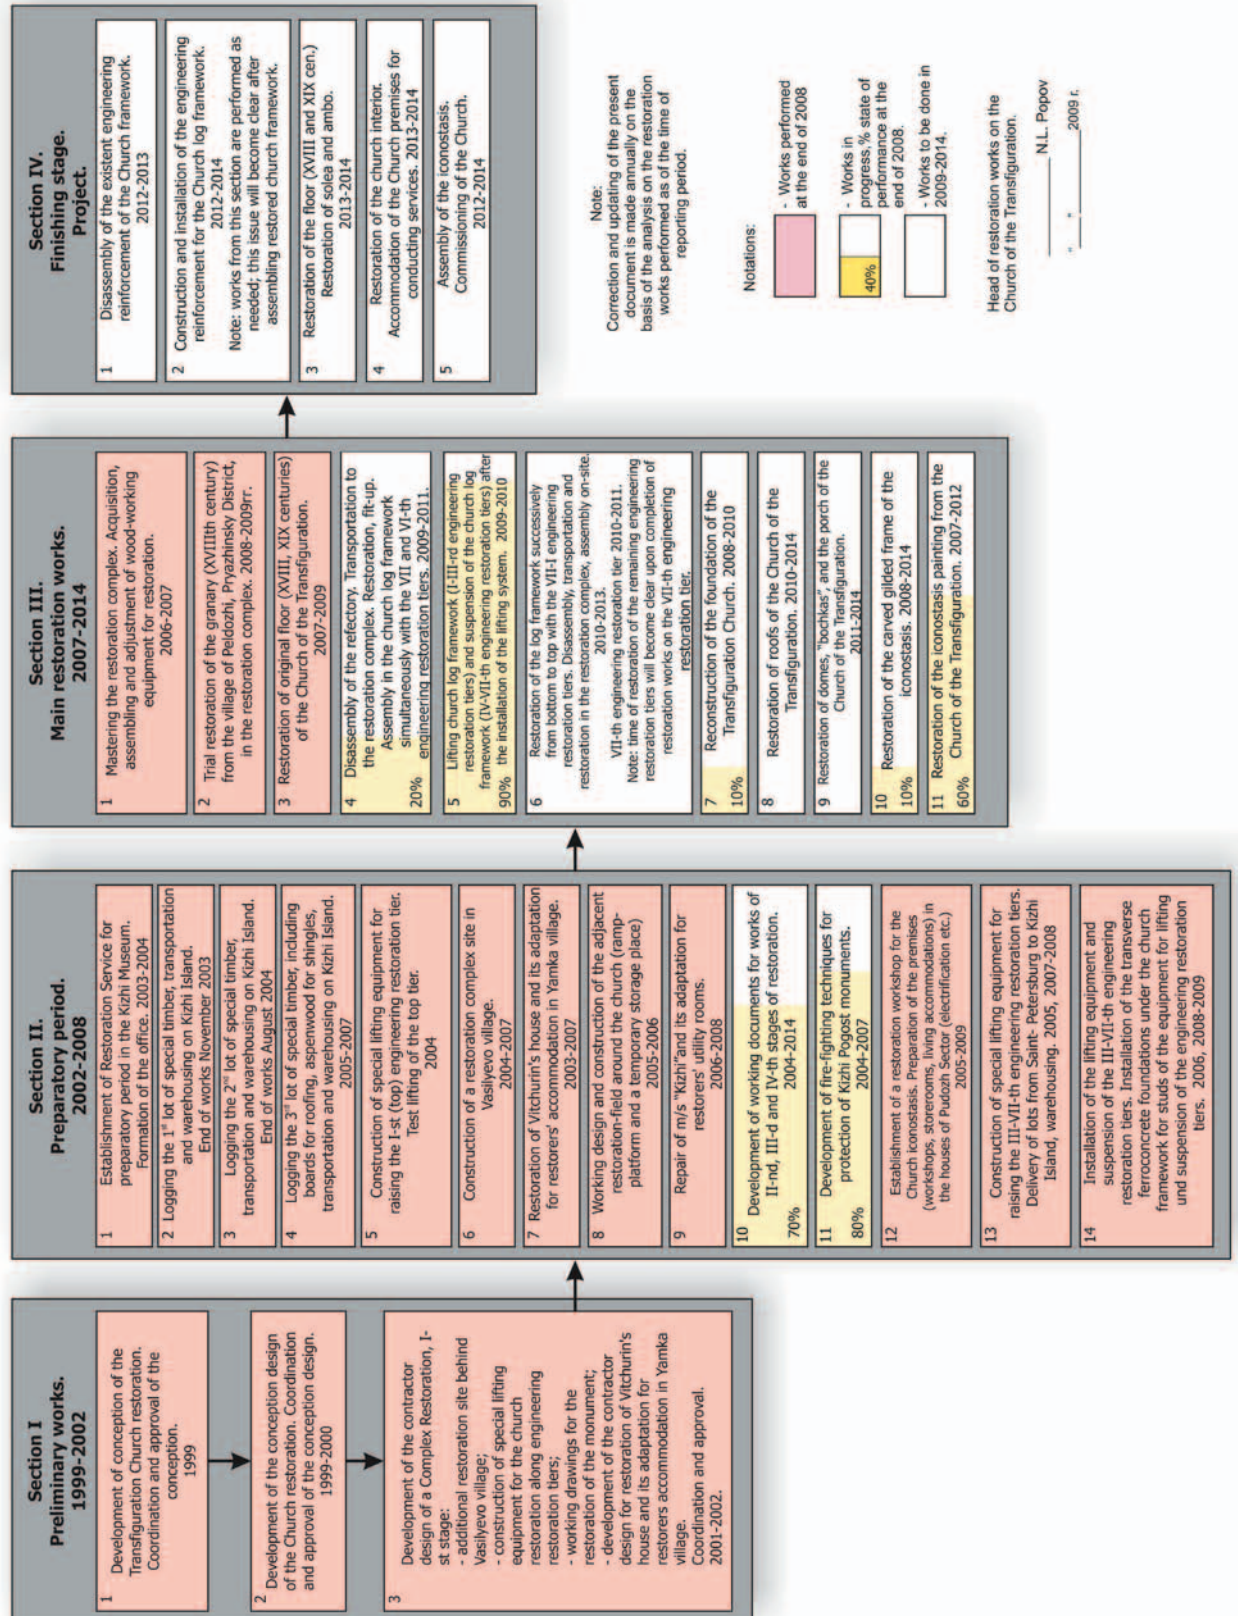 Section I
Preliminary works.
1999-2002
1
Development of conception of the
Transfiguration Church restoration.
Coordination and approval of the
conception.
1999
2
Development of the conception design
of the Church restoration. Coordination
and approval of the conception design.
1999-2000
3
Development of the contractor
design of a Complex Restoration, I-
st stage:
- additional restoration site behind
Vasilyevo village;
- construction of special lifting
equipment for the church
restoration along engineering
restoration tiers;
- working drawings for the
restoration of the monument;
- development of the contractor
design for restoration of Vitchurin's
house and its adaptation for
restorers accommodation in Yamka
village.
Coordination and approval.
2001-2002.
Section II.
Preparatory period.
2002-2008
1
Establishment of Restoration Service for
preparatory period in the Kizhi Museum.
Formation of the office. 2003-2004
2 Logging the 1st lot of special timber, transportation
and warehousing on Kizhi Island.
End of works November 2003
3 Logging the 2nd lot of special timber,
transportation and warehousing on Kizhi Island.
End of works August 2004
4 Logging the 3rd lot of special timber, including
boards for roofing, aspenwood for shingles,
transportation and warehousing on Kizhi Island.
2005-2007
5 Construction of special lifting equipment for
raising the I-st (top) engineering restoration tier.
Test lifting of the top tier.
2004
6 Construction of a restoration complex site in
Vasilyevo village.
2004-2007
7 Restoration of Vitchurin's house and its adaptation
for restorers' accommodation in Yamka village.
2003-2007
8 Working design and construction of the adjacent
restoration-field around the church (ramp-
platform and a temporary storage place)
2005-2006
9 Repair of m/s "Kizhi"and its adaptation for
restorers' utility rooms.
2006-2008
10 Development of working documents for works of
II-nd, III-d and IV-th stages of restoration.
70% 2004-2014
11 Development of fire-fighting techniques for
protection of Kizhi Pogost monuments.
80% 2004-2007
12
Establishment of a restoration workshop for the
Church iconostasis. Preparation of the premises
(workshops, storerooms, living accommodations) in
the houses of Pudozh Sector (electrification etc.)
2005-2009
13
Construction of special lifting equipment for
raising the III-VII-th engineering restoration tiers.
Delivery of lots from Saint- Petersburg to Kizhi
Island, warehousing. 2005, 2007-2008
14
Installation of the lifting equipment and
suspension of the III-VII-th engineering
restoration tiers. Installation of the transverse
ferroconcrete foundations under the church
framework for studs of the equipment for lifting
und suspension of the engineering restoration
tiers. 2006, 2008-2009
Section III.
Main restoration works.
2007-2014
1
Mastering the restoration complex. Acquisition,
assembling and adjustment of wood-working
equipment for restoration.
2006-2007
2
Trial restoration of the granary (XVIIIth century)
from the village of Peldozhi, Pryazhinsky District,
in the restoration complex. 2008-2009гг.
3 Restoration of original floor (XVIII, XIX centuries)
of the Church of the Transfiguration.
2007-2009
4 Disassembly of the refectory. Transportation to
the restoration complex. Restoration, fit-up.
Assembly in the church log framework
simultaneously with the VII and VI-th
20% engineering restoration tiers. 2009-2011.
5 Lifting church log framework (I-III-rd engineering
restoration tiers) and suspension of the church log
framework (IV-VII-th engineering restoration tiers) after
90% the installation of the lifting system. 2009-2010
6 Restoration of the log framework successively
from bottom to top with the VII-I engineering
restoration tiers. Disassembly, transportation and
restoration in the restoration complex, assembly on-site.
2010-2013.
VII-th engineering restoration tier 2010-2011.
Note: time of restoration of the remaining engineering
restoration tiers will become clear upon completion of
restoration works on the VII-th engineering
restoration tier.
7 Reconstruction of the foundation of the
10% Transfiguration Church. 2008-2010
8 Restoration of roofs of the Church of the
Transfiguration. 2010-2014
9 Restoration of domes, "bochkas", and the porch of the
Church of the Transfiguration.
2011-2014
10 Restoration of the carved gilded frame of the
10% iconostasis. 2008-2014
11 Restoration of the iconostasis painting from the
60% Church of the Transfiguration. 2007-2012
Section IV.
Finishing stage.
Project.
1
Disassembly of the existent engineering
reinforcement of the Church framework.
2012-2013
2 Construction and installation of the engineering
reinforcement for the Church log framework.
2012-2014
Note: works from this section are performed as
needed; this issue will become clear after
assembling restored church framework.
3 Restoration of the floor (XVIII and XIX cen.)
Restoration of solea and ambo.
2013-2014
4
Restoration of the church interior.
Accommodation of the Church premises for
conducting services. 2013-2014
5
Assembly of the iconostasis.
Commissioning of the Church.
2012-2014
Note:
Correction and updating of the present
document is made annually on the
basis of the analysis on the restoration
works performed as of the time of
reporting period.
Notations:
- Works performed
at the end of 2008
40%
- Works in
progress,% state of
performance at the
end of 2008.
- Works to be done in
2009-2014.
Head of restoration works on the
Church of the Transfiguration.
________ N.L. Popov
" " ________ 2009 г.